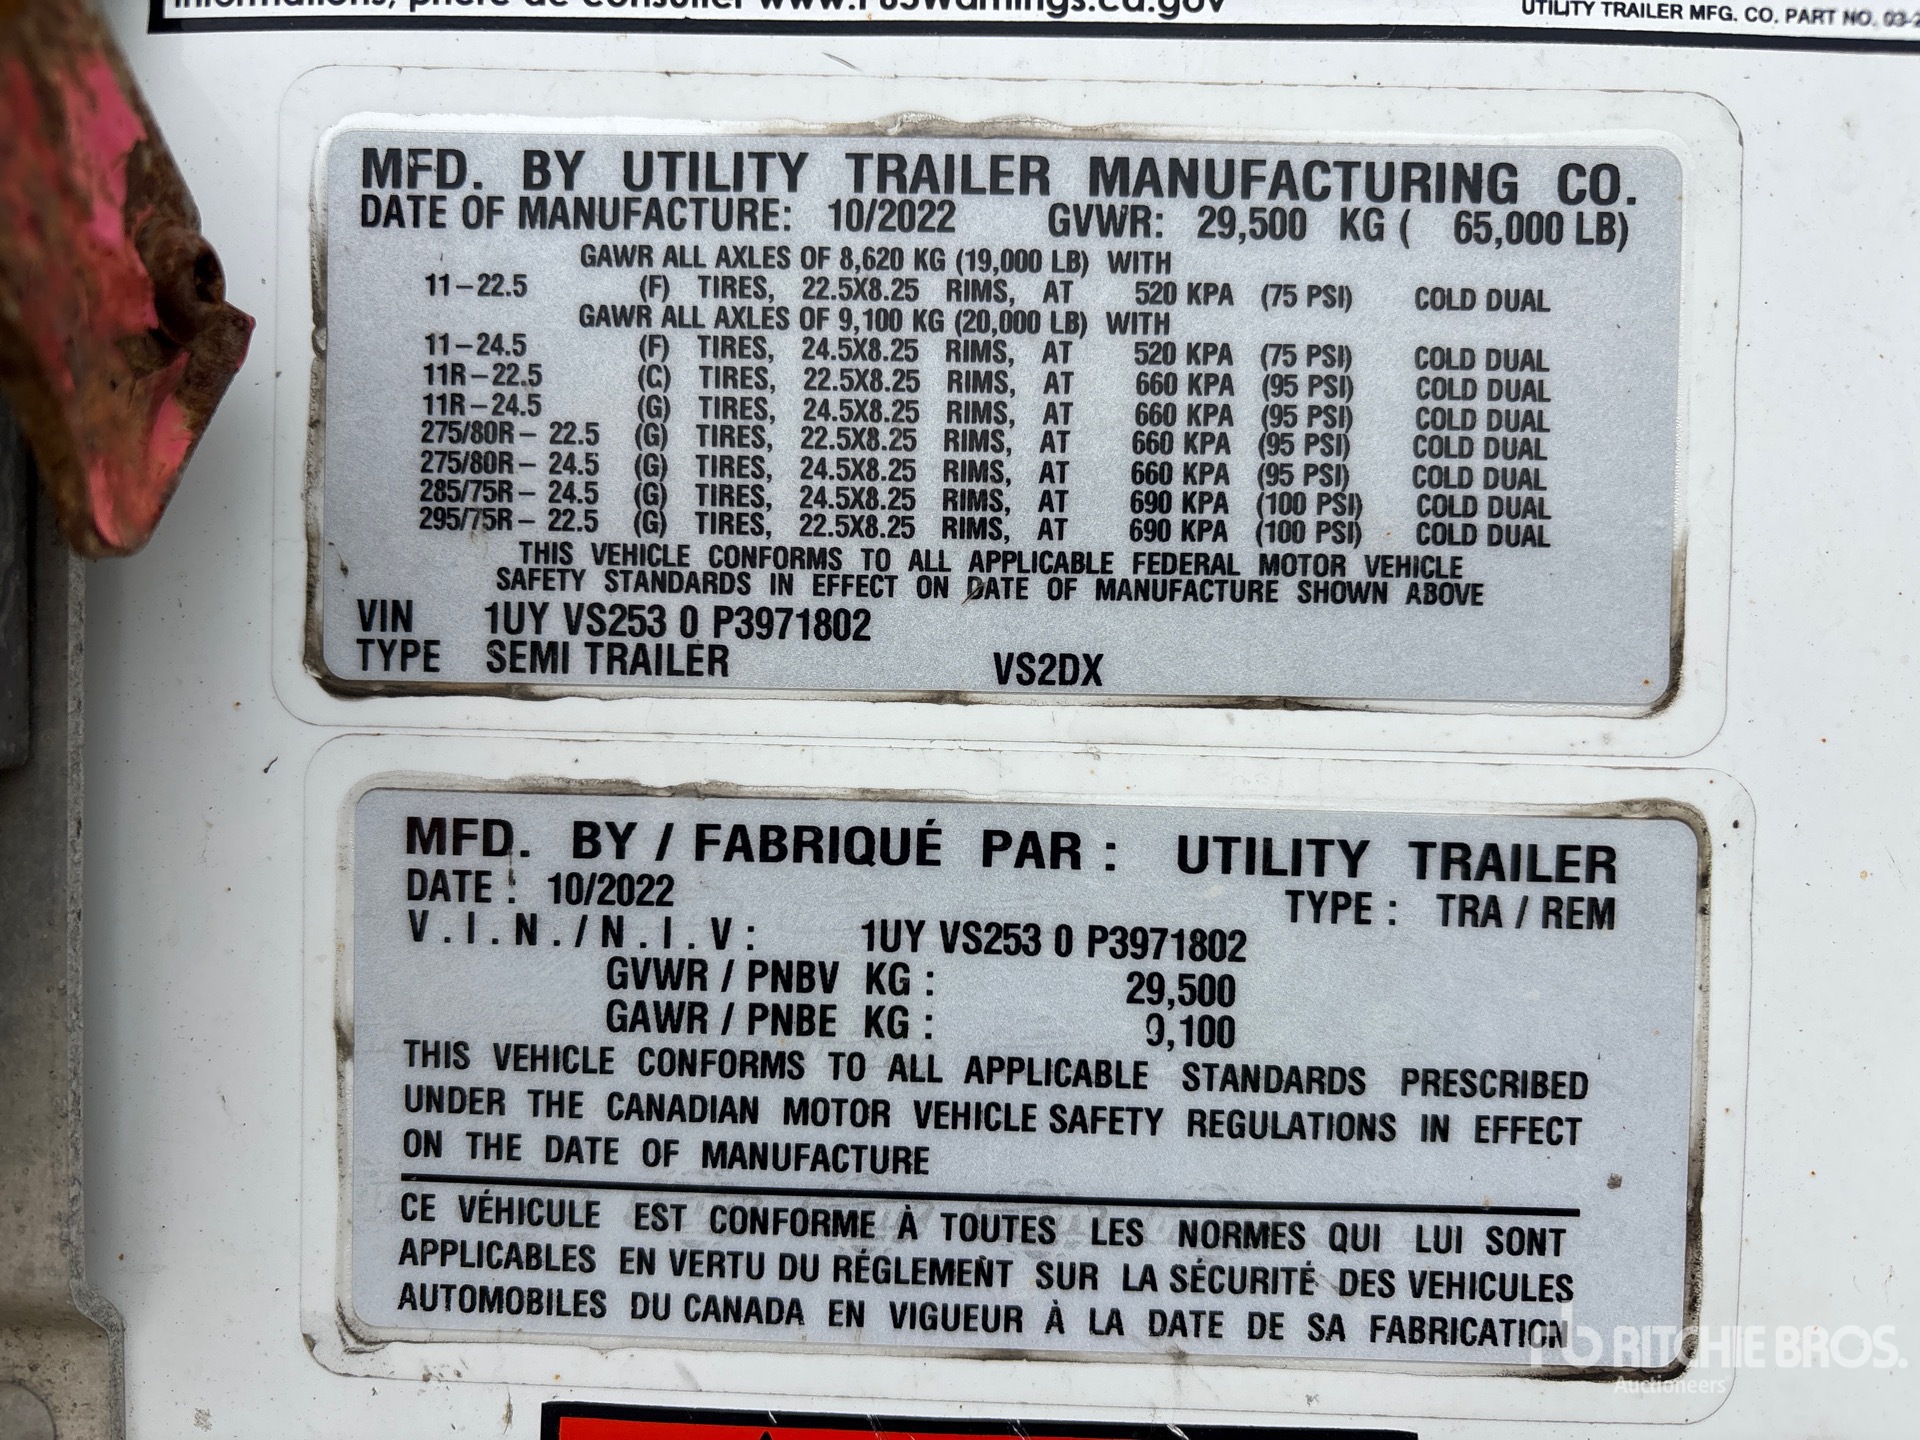 informations, prière de consulter www.P65Warnings.ca.gov
UTILITY TRAILER MFG. CO. PART NO. 03-2
MFD. BY UTILITY TRAILER MANUFACTURING CO.
DATE OF MANUFACTURE: 10/2022 GVWR: 29,500 KG ( 65,000 LB)
GAWR ALL AXLES OF 8,620 KG (19,000 LB) WITH
11-22.5 (F) TIRES, 22.5X8.25 RIMS, AT 520 KPA (75 PSI) COLD DUAL
GAWR ALL AXLES OF 9,100 KG (20,000 LB) WITH
11-24.5 (F) TIRES, 24.5X8.25 RIMS, AT 520 KPA (75 PSI) COLD DUAL
11R-22.5 (C) TIRES, 22.5X8.25 RIMS, AT 660 KPA (95 PSI) COLD DUAL
11R-24.5 (G) TIRES, 24.5X8.25 RIMS, AT 660 KPA (95 PSI) COLD DUAL
275/80R- 22.5 (G) TIRES, 22.5X8.25 RIMS, AT 660 KPA (95 PSI) COLD DUAL
275/80R- 24.5 (G) TIRES, 24.5X8.25 RIMS, AT 660 KPA (95 PSI) COLD DUAL
285/75R- 24.5 (G) TIRES, 24.5X8.25 RIMS, AT 690 KPA (100 PSI) COLD DUAL
295/75R- 22.5 (G) TIRES, 22.5X8.25 RIMS, AT 690 KPA (100 PSI) COLD DUAL
THIS VEHICLE CONFORMS TO ALL APPLICABLE FEDERAL MOTOR VEHICLE
SAFETY STANDARDS IN EFFECT ON DATE OF MANUFACTURE SHOWN ABOVE
VIN 1UY VS253 0 P3971802
TYPE SEMI TRAILER VS2DX
MFD. BY / FABRIQUÉ PAR : UTILITY TRAILER
DATE : 10/2022 TYPE : TRA / REM
V.I.N./N.I.V: 1UY VS253 0 P3971802
GVWR / PNBV KG : 29,500
GAWR / PNBE KG : 9,100
THIS VEHICLE CONFORMS TO ALL APPLICABLE STANDARDS PRESCRIBED
UNDER THE CANADIAN MOTOR VEHICLE SAFETY REGULATIONS IN EFFECT
ON THE DATE OF MANUFACTURE
CE VÉHICULE EST CONFORME À TOUTES LES NORMES QUI LUI SONT
APPLICABLES EN VERTU DU RÉGLEMENT SUR LA SÉCURITÉ DES VEHICULES
AUTOMOBILES DU CANADA EN VIGUEUR À LA DATE DE SA FABRICATION
rb RITCHIE BROS.
Auctioneers